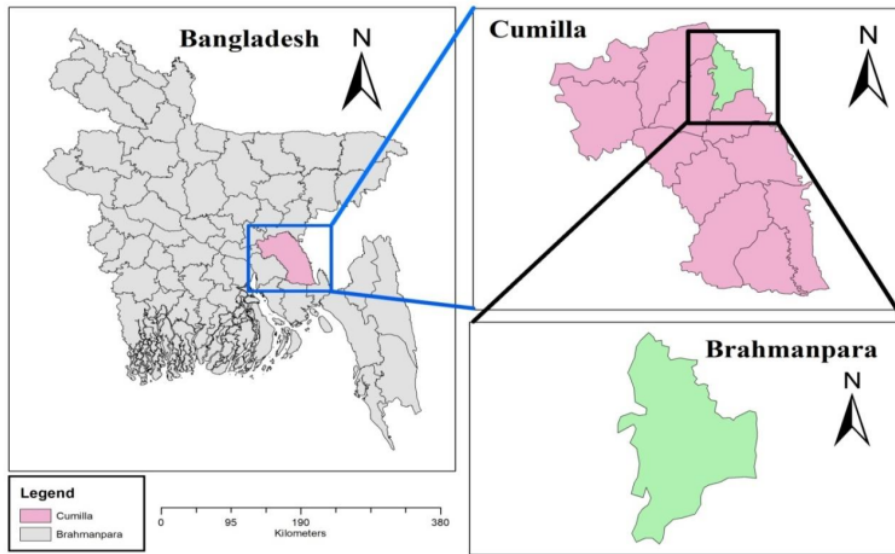 Bangladesh
N
Cumilla
N
Brahmanpara
N
Legend
Cumilla
Brahmanpara
0 95 190 380
Kilometers